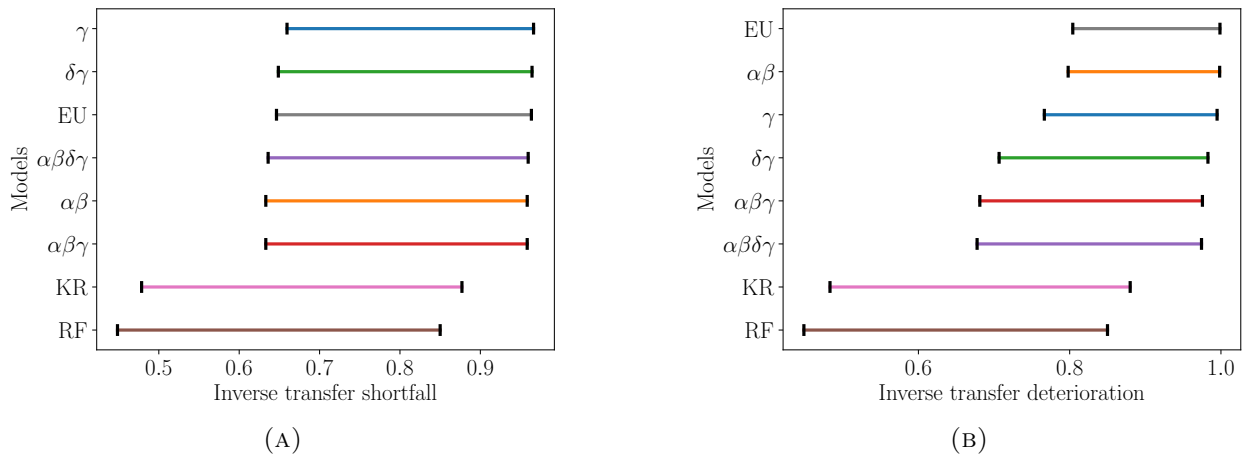 γ
δγ
EU
αβδγ
αβ
αβγ
KR
RF
Models
0.5 0.6 0.7 0.8 0.9
Inverse transfer shortfall
(A)
EU
αβ
γ
δγ
αβγ
αβδγ
KR
RF
Models
0.6 0.8 1.0
Inverse transfer deterioration
(B)